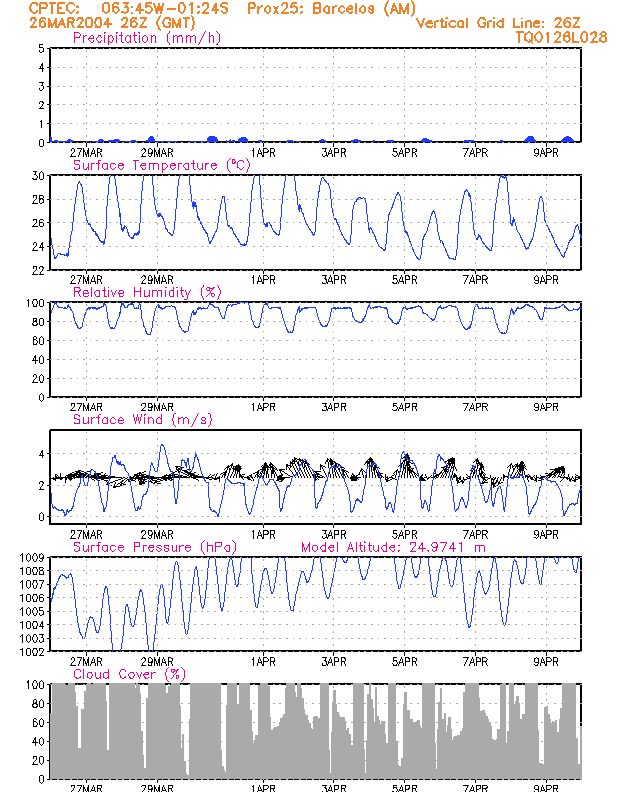 CPTEC: 063:45W-01:24S Prox25: Barcelos (AM)
26MAR2004 26Z (GMT) Vertical Grid Line: 26Z
Precipitation (mm/h) TQ0126L028
5
4
3
2
1
0
27MAR 29MAR 1APR 3APR 5APR 7APR 9APR
Surface Temperature (°C)
30
28
26
24
22
27MAR 29MAR 1APR 3APR 5APR 7APR 9APR
Relative Humidity (%)
100
80
60
40
20
0
27MAR 29MAR 1APR 3APR 5APR 7APR 9APR
Surface Wind (m/s)
4
2
0
27MAR 29MAR 1APR 3APR 5APR 7APR 9APR
Surface Pressure (hPa) Model Altitude: 24.9741 m
1009
1008
1007
1006
1005
1004
1003
1002
27MAR 29MAR 1APR 3APR 5APR 7APR 9APR
Cloud Cover (%)
100
80
60
40
20
0
27MAR 29MAR 1APR 3APR 5APR 7APR 9APR